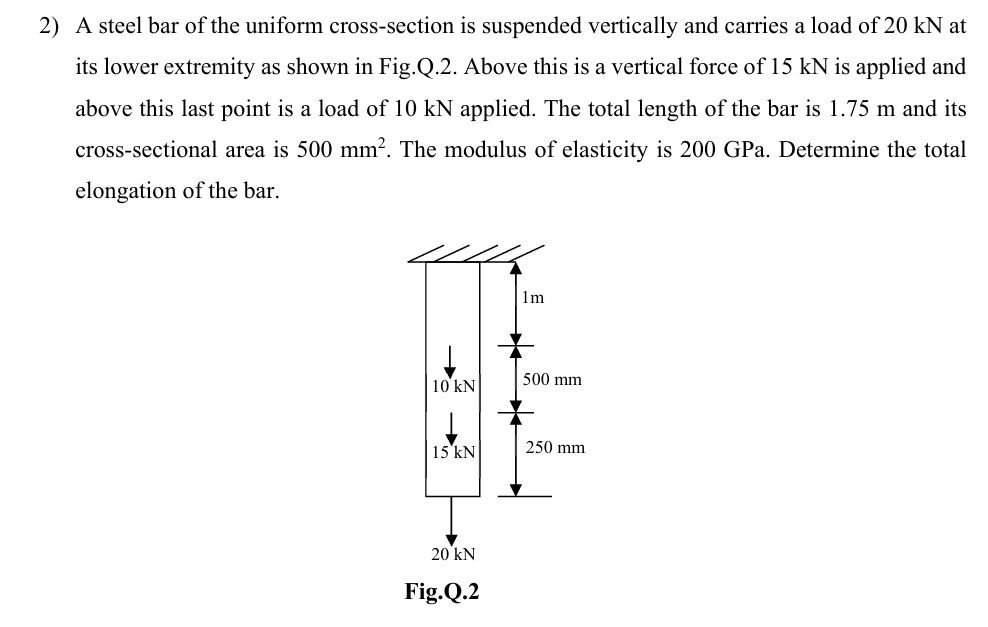 2) A steel bar of the uniform cross-section is suspended vertically and carries a load of 20 kN at
its lower extremity as shown in Fig.Q.2. Above this is a vertical force of 15 kN is applied and
above this last point is a load of 10 kN applied. The total length of the bar is 1.75 m and its
cross-sectional area is 500 mm². The modulus of elasticity is 200 GPa. Determine the total
elongation of the bar.
1m
10 kN
500 mm
15 kN
250 mm
20 kN
Fig.Q.2